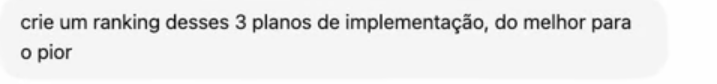 crie um ranking desses 3 planos de implementação, do melhor para
o pior